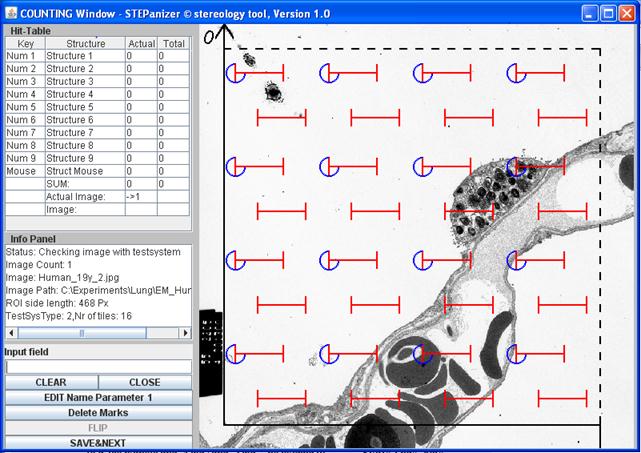 COUNTING Window - STEPanizer © stereology tool, Version 1.0
Hit-Table
Key Structure Actual Total
Num 1 Structure 1 0 0
Num 2 Structure 2 0 0
Num 3 Structure 3 0 0
Num 4 Structure 4 0 0
Num 5 Structure 5 0 0
Num 6 Structure 6 0 0
Num 7 Structure 7 0 0
Num 8 Structure 8 0 0
Num 9 Structure 9 0 0
Mouse Struct Mouse 0 0
SUM: 0 0
Actual Image: ->1
Image:
Info Panel
Status: Checking image with testsystem
Image Count: 1
Image: Human_19y_2.jpg
Image Path: C:\Experiments\Lung\EM_Hur
ROI side length: 468 Px
TestSysType: 2,Nr of tiles: 16
Input field
CLEAR CLOSE
EDIT Name Parameter 1
Delete Marks
FLIP
SAVE&NEXT
0